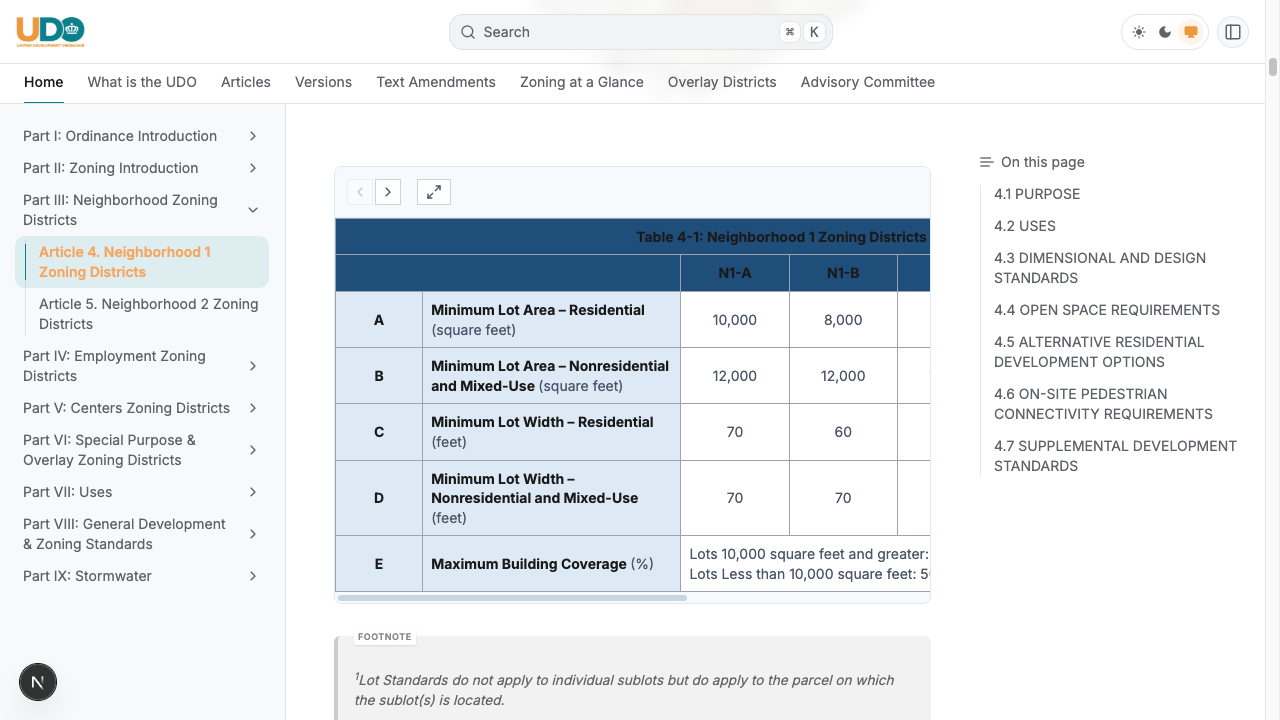 UDO
UNIFIED DEVELOPMENT ORDINANCE
Search
⌘ K
Home
What is the UDO
Articles
Versions
Text Amendments
Zoning at a Glance
Overlay Districts
Advisory Committee
Part I: Ordinance Introduction
Part II: Zoning Introduction
Part III: Neighborhood Zoning
Districts
Article 4. Neighborhood 1
Zoning Districts
Article 5. Neighborhood 2 Zoning
Districts
Part IV: Employment Zoning
Districts
Part V: Centers Zoning Districts
Part VI: Special Purpose &
Overlay Zoning Districts
Part VII: Uses
Part VIII: General Development
& Zoning Standards
Part IX: Stormwater
N
Table 4-1: Neighborhood 1 Zoning Districts
N1-A N1-B
A Minimum Lot Area – Residential
(square feet) 10,000 8,000
B Minimum Lot Area – Nonresidential
and Mixed-Use (square feet) 12,000 12,000
C Minimum Lot Width – Residential
(feet) 70 60
D Minimum Lot Width –
Nonresidential and Mixed-Use
(feet) 70 70
E Maximum Building Coverage (%)
Lots 10,000 square feet and greater:
Lots Less than 10,000 square feet:
FOOTNOTE
1Lot Standards do not apply to individual sublots but do apply to the parcel on which
the sublot(s) is located.
On this page
4.1 PURPOSE
4.2 USES
4.3 DIMENSIONAL AND DESIGN
STANDARDS
4.4 OPEN SPACE REQUIREMENTS
4.5 ALTERNATIVE RESIDENTIAL
DEVELOPMENT OPTIONS
4.6 ON-SITE PEDESTRIAN
CONNECTIVITY REQUIREMENTS
4.7 SUPPLEMENTAL DEVELOPMENT
STANDARDS